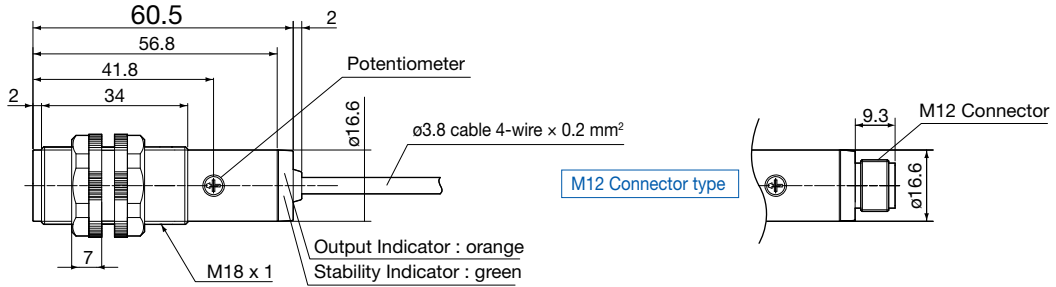 60.5
2
56.8
41.8
Potentiometer
2
34
ø16.6
ø3.8 cable 4-wire × 0.2 mm²
7
M18 x 1
Output Indicator : orange
Stability Indicator : green
M12 Connector type
9.3
M12 Connector
ø16.6